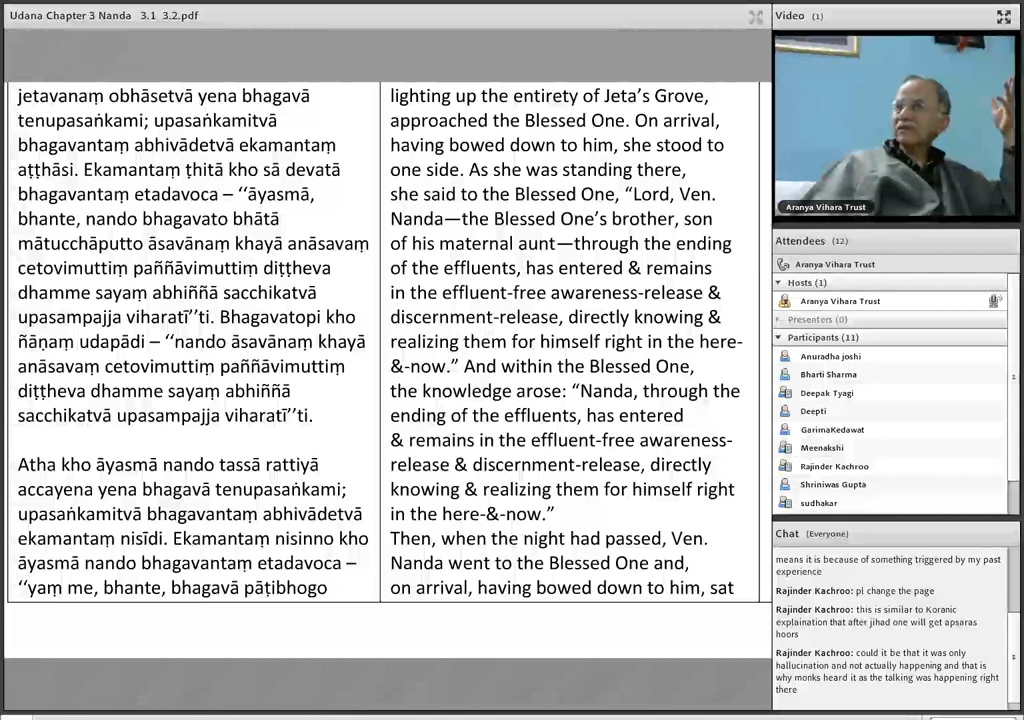 Udana Chapter 3 Nanda   3.1  3.2.pdf
jetavanaṃ obhāsetvā yena bhagavā
tenupasaṅkami; upasaṅkamitvā
bhagavantaṃ abhivādetvā ekamantaṃ
aṭṭhāsi. Ekamantaṃ ṭhitā kho sā devatā
bhagavantaṃ etadavoca – ‘‘āyasmā,
bhante, nando bhagavato bhātā
mātucchāputto āsavānaṃ khayā anāsavaṃ
cetovimuttiṃ paññāvimuttiṃ diṭṭheva
dhamme sayaṃ abhiññā sacchikatvā
upasampajja viharatī’’ti. Bhagavatopi kho
ñāṇaṃ udapādi – ‘‘nando āsavānaṃ khayā
anāsavaṃ cetovimuttiṃ paññāvimuttiṃ
diṭṭheva dhamme sayaṃ abhiññā
sacchikatvā upasampajja viharatī’’ti.
Atha kho āyasmā nando tassā rattiyā
accayena yena bhagavā tenupasaṅkami;
upasaṅkamitvā bhagavantaṃ abhivādetvā
ekamantaṃ nisīdi. Ekamantaṃ nisinno kho
āyasmā nando bhagavantaṃ etadavoca –
‘‘yaṃ me, bhante, bhagavā pāṭibhogo
lighting up the entirety of Jeta’s Grove,
approached the Blessed One. On arrival,
having bowed down to him, she stood to
one side. As she was standing there,
she said to the Blessed One, “Lord, Ven.
Nanda—the Blessed One’s brother, son
of his maternal aunt—through the ending
of the effluents, has entered & remains
in the effluent-free awareness-release &
discernment-release, directly knowing &
realizing them for himself right in the here-
&-now.” And within the Blessed One,
the knowledge arose: “Nanda, through the
ending of the effluents, has entered
& remains in the effluent-free awareness-
release & discernment-release, directly
knowing & realizing them for himself right
in the here-&-now.”
Then, when the night had passed, Ven.
Nanda went to the Blessed One and,
on arrival, having bowed down to him, sat
Video (1)
Aranya Vihara Trust
Attendees (12)
Aranya Vihara Trust
Hosts (1)
Aranya Vihara Trust
Presenters (0)
Participants (11)
Anuradha joshi
Bharti Sharma
Deepak Tyagi
Deepti
GarimaKedawat
Meenakshi
Rajinder Kachroo
Shriniwas Gupta
sudhakar
Chat (Everyone)
means it is because of something triggered by my past
experience
Rajinder Kachroo: pl change the page
Rajinder Kachroo: this is similar to Koranic
explaination that after jihad one will get apsaras
hoors
Rajinder Kachroo: could it be that it was only
hallucination and not actually happening and that is
why monks heard it as the talking was happening right
there